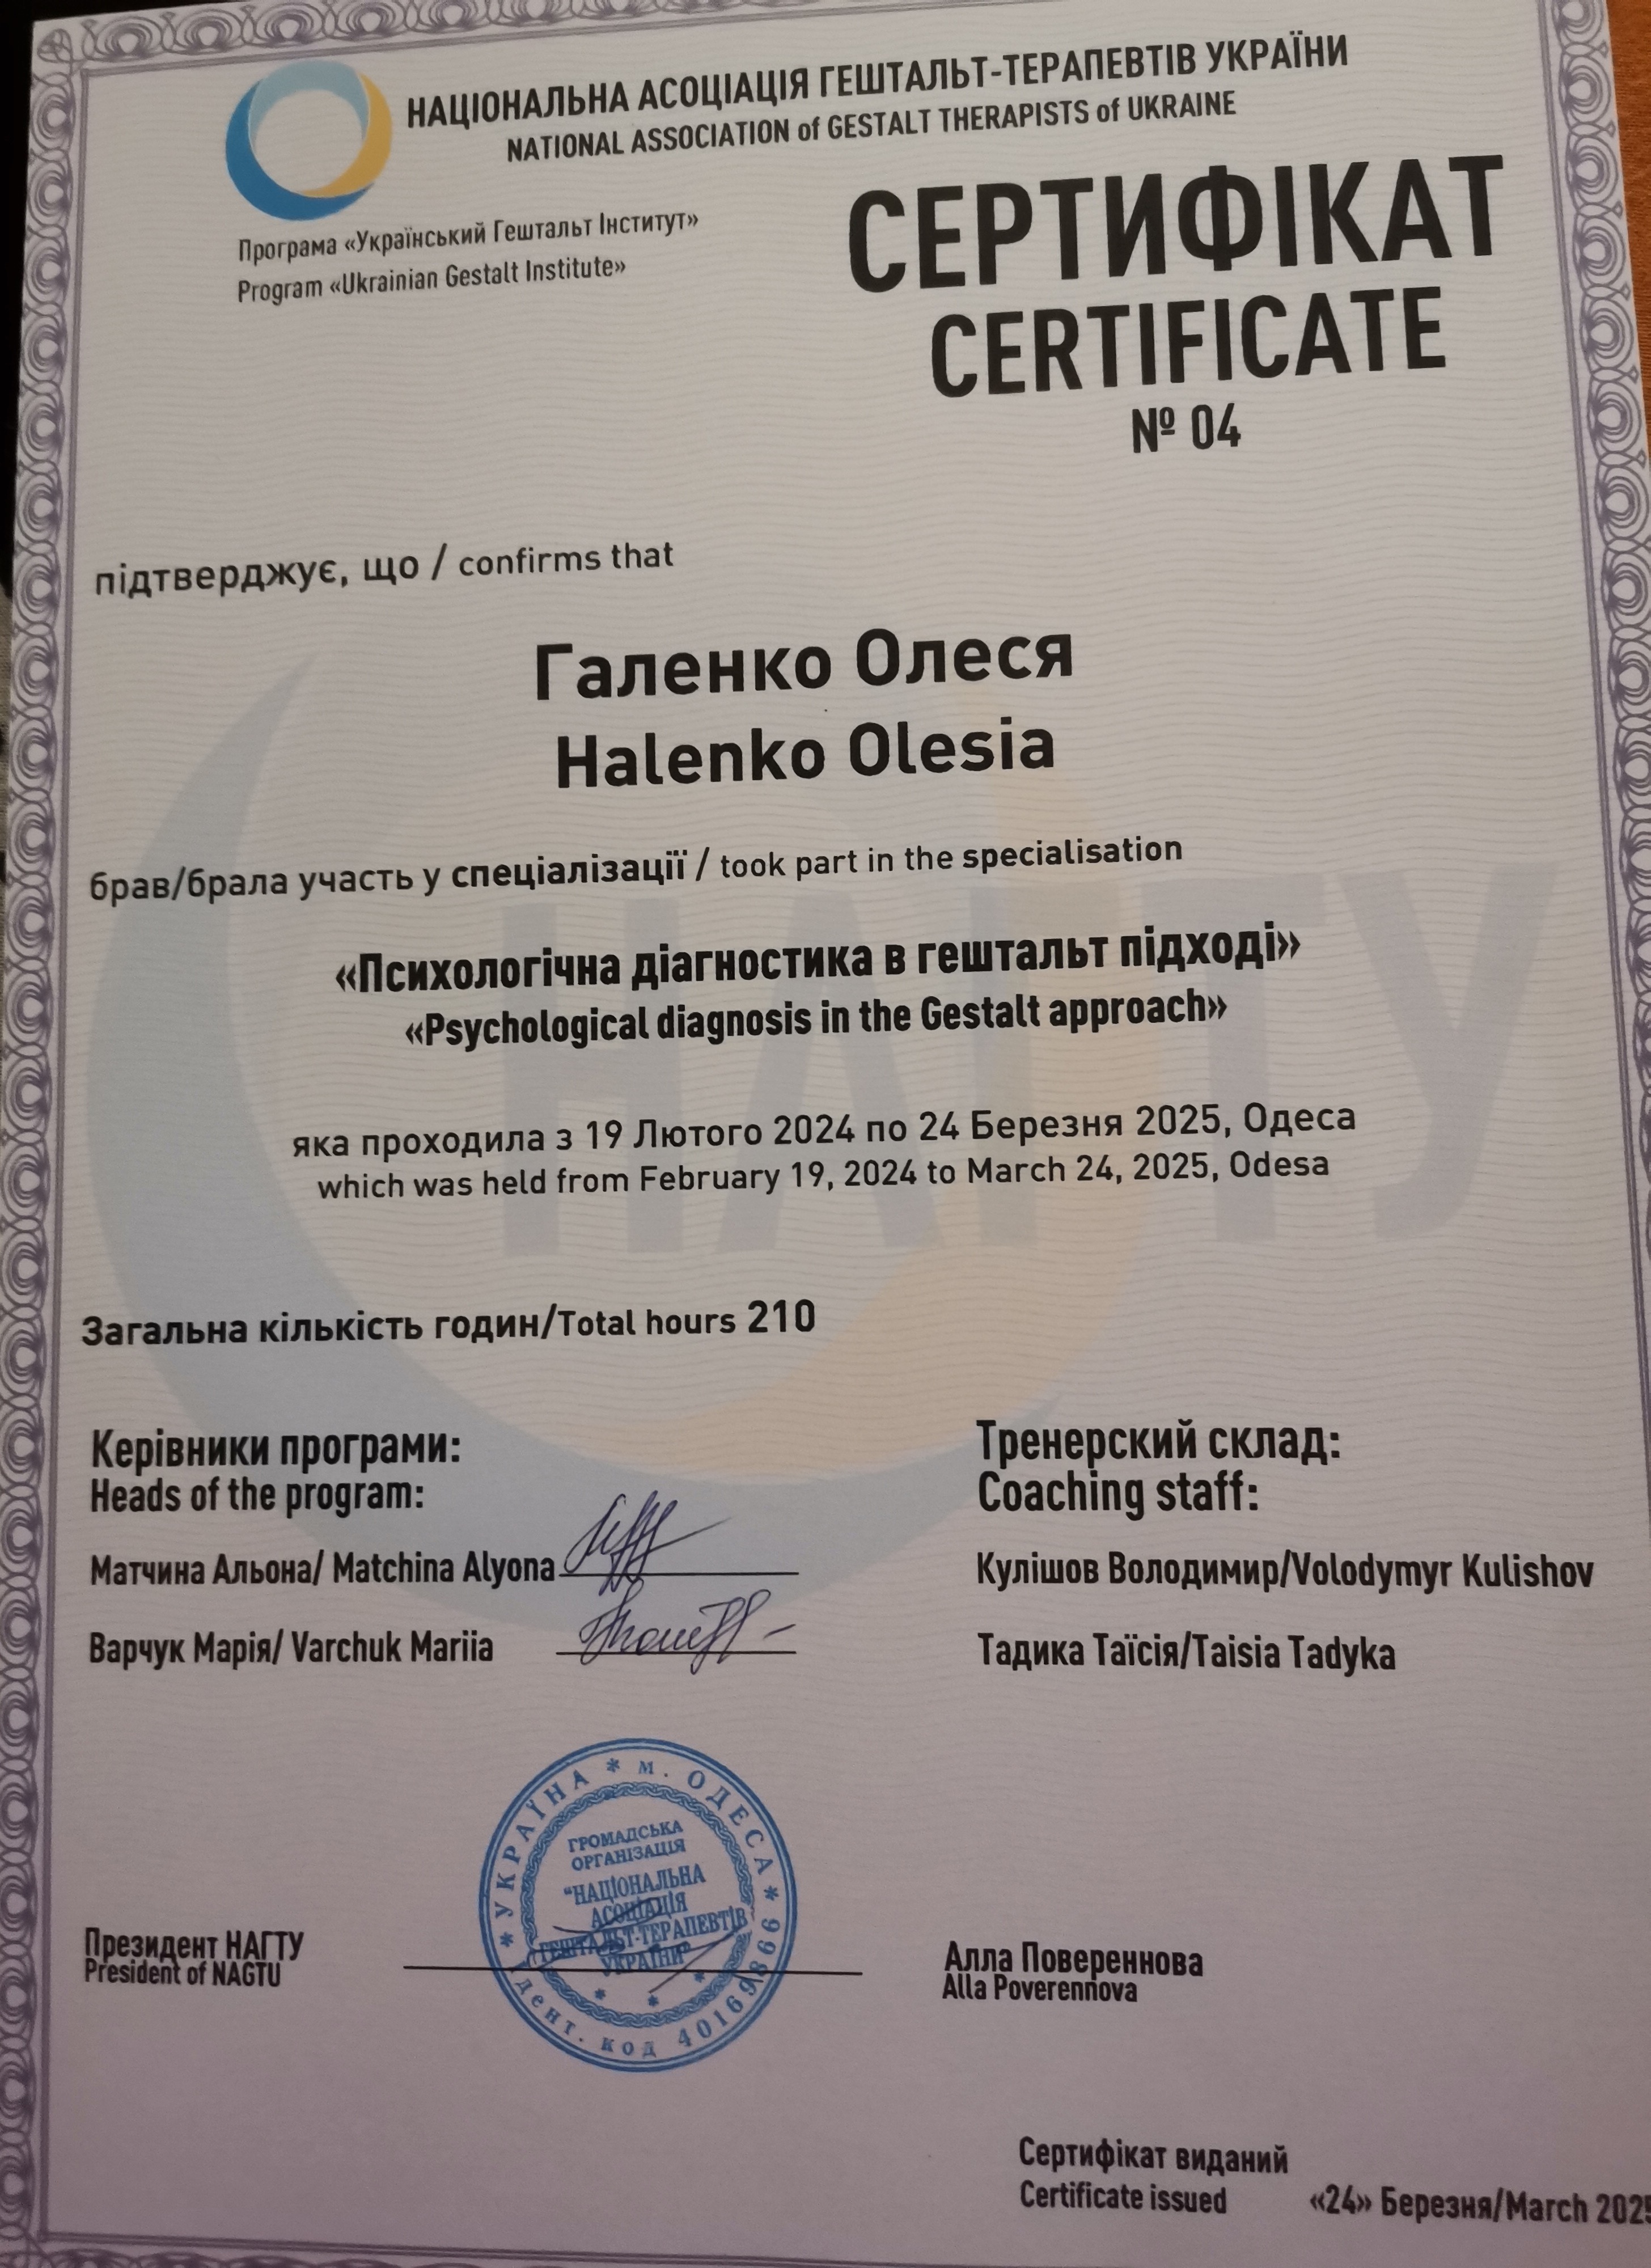 НАЦІОНАЛЬНА АСОЦІАЦІЯ ГЕШТАЛЬТ-ТЕРАПЕВТІВ УКРАЇНИ
NATIONAL ASSOCIATION of GESTALT THERAPISTS of UKRAINE
Програма «Український Гештальт Інститут»
Program «Ukrainian Gestalt Institute»
СЕРТИФІКАТ
CERTIFICATE
№ 04
підтверджує, що / confirms that
Галенко Олеся
Halenko Olesia
брав/брала участь у спеціалізації / took part in the specialisation
«Психологічна діагностика в гештальт підході»
«Psychological diagnosis in the Gestalt approach»
НАГТУ
яка проходила з 19 Лютого 2024 по 24 Березня 2025, Одеса
which was held from February 19, 2024 to March 24, 2025, Odesa
Загальна кількість годин/Total hours 210
Керівники програми:
Heads of the program:
Матчина Альона/ Matchina Alyona
Варчук Марія/ Varchuk Mariia
Тренерский склад:
Coaching staff:
Кулішов Володимир/Volodymyr Kulishov
Тадика Таїсія/Taisia Tadyka
* УКРАЇНА * м. ОДЕСА *
ГРОМАДСЬКА
ОРГАНІЗАЦІЯ
"НАЦІОНАЛЬНА
АСОЦІАЦІЯ
ГЕШТАЛЬТ-ТЕРАПЕВТІВ
УКРАЇНИ"
код 40169866
Президент НАГТУ
President of NAGTU
Алла Повереннова
Alla Poverennova
Сертифікат виданий
Certificate issued
«24» Березня/March 2025